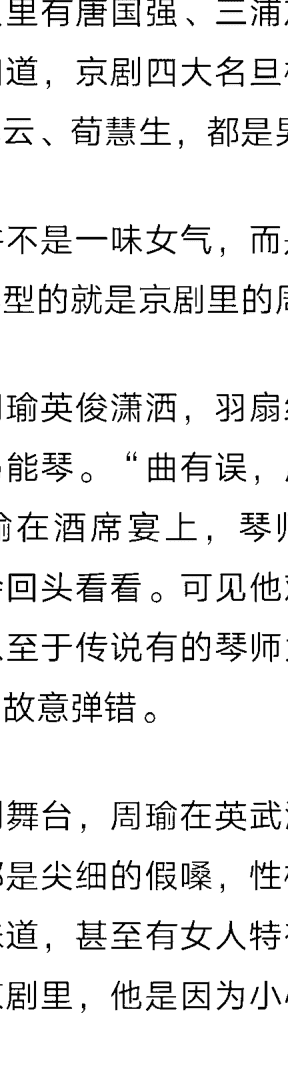 里有唐国强、三浦
道，京剧四大名旦
云、荀慧生，都是
不是一味女气，而
型的就是京剧里的
瑜英俊潇洒，羽扇
能琴。“曲有误，
瑜在酒席宴上，琴师
回头看看。可见他
至于传说有的琴师
故意弹错。
舞台，周瑜在英武
都是尖细的假嗓，性
道，甚至有女人特
剧里，他是因为小